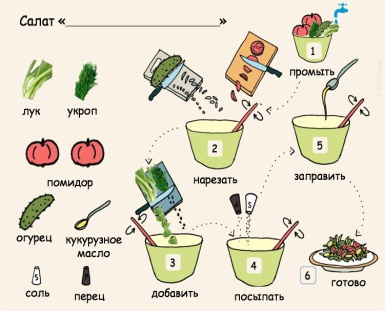 Салат «____________________»
1
промыть
лук укроп
2
нарезать
5
заправить
помидор
огурец кукурузное масло
соль перец
3
добавить
S
4
посыпать
6
готово